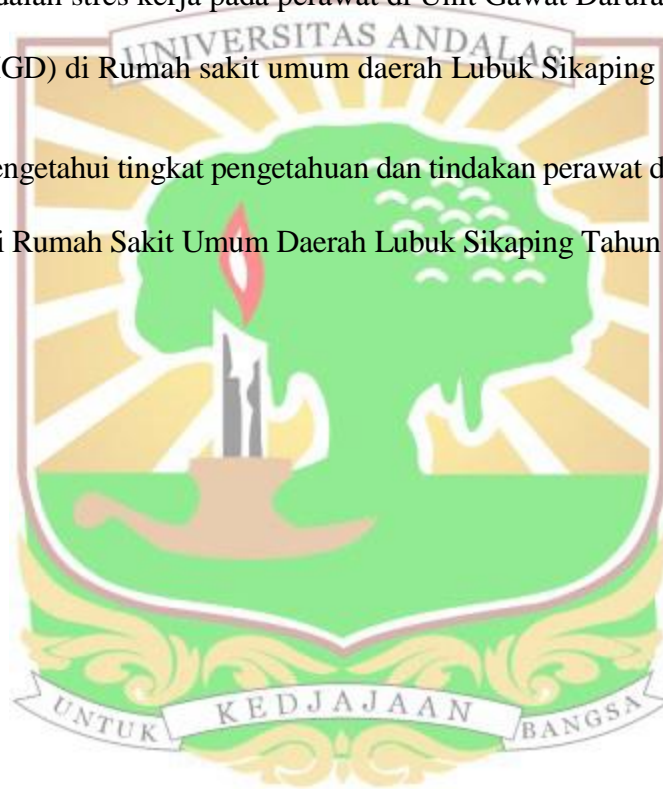 dalah stres kerja pada perawat di Unit Gawat Darura
UNIVERSITAS ANDALAS
GD) di Rumah sakit umum daerah Lubuk Sikaping
engetahui tingkat pengetahuan dan tindakan perawat d
i Rumah Sakit Umum Daerah Lubuk Sikaping Tahun
UNTUK KEDJAJAAN BANGSA